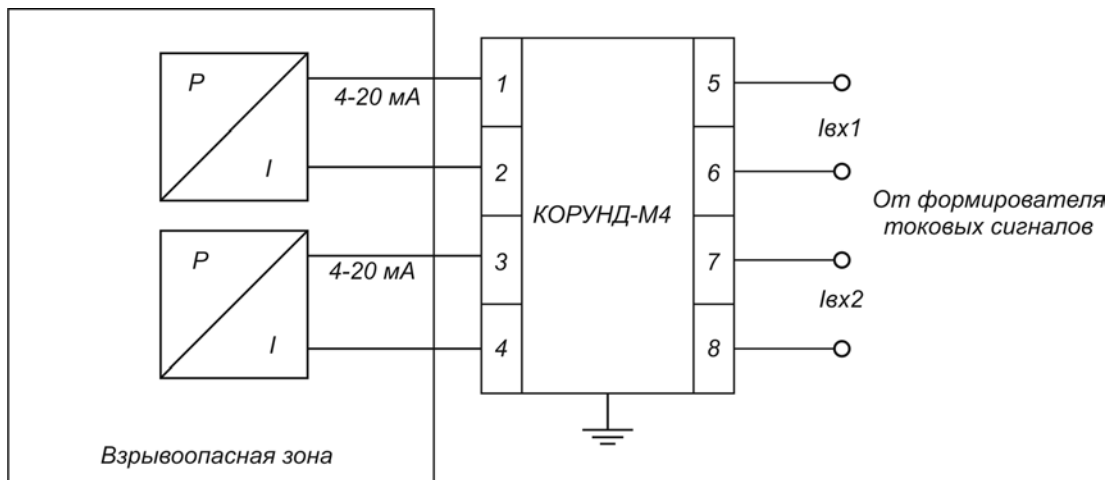 P
I
4-20 мА
P
I
4-20 мА
1
2
3
4
КОРУНД-М4
5
6
7
8
Iвх1
Iвх2
От формирователя
токовых сигналов
Взрывоопасная зона